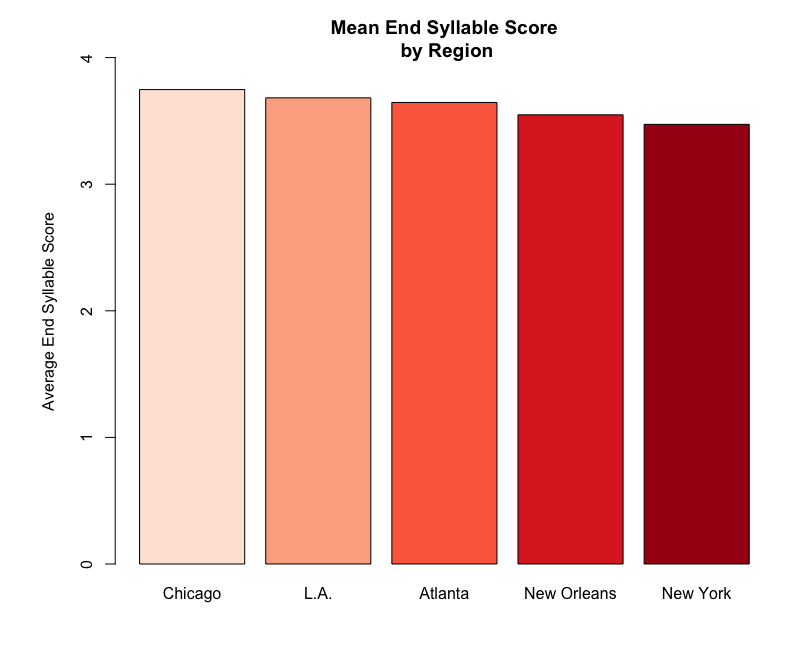 Mean End Syllable Score
by Region
Average End Syllable Score
4
3
2
1
0
Chicago
L.A.
Atlanta
New Orleans
New York